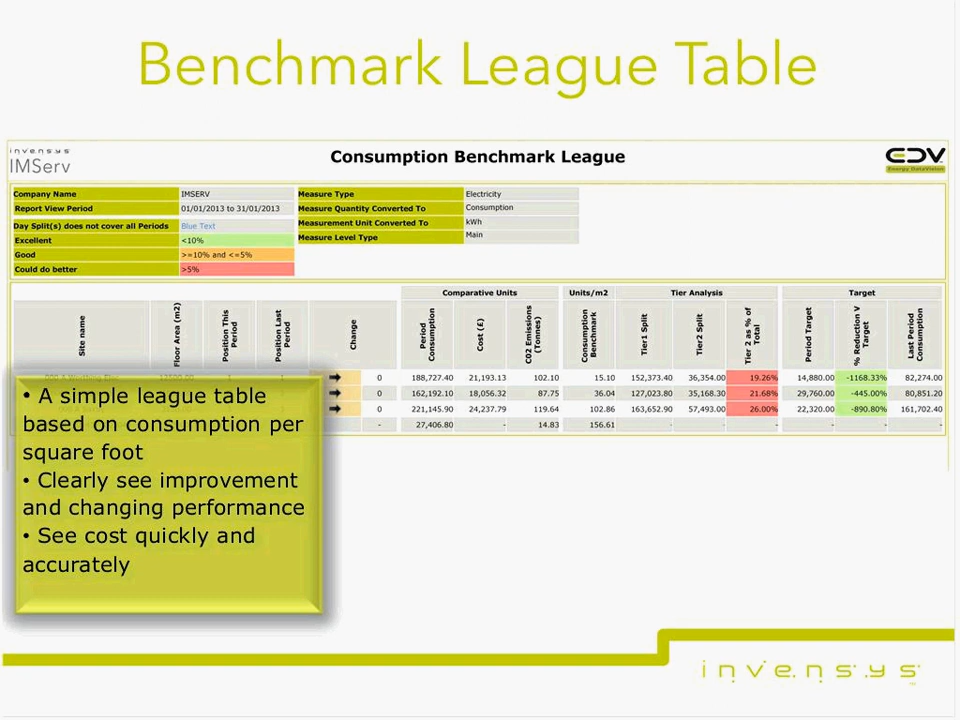 Benchmark League Table
invensys
IMServ
Consumption Benchmark League
EDV
Energy DataVision
Company Name IMSERV Measure Type Electricity
Report View Period 01/01/2013 to 31/01/2013 Measure Quantity Converted To Consumption
Day Split(s) does not cover all Periods Blue Text Measurement Unit Converted To kWh
Excellent <10% Measure Level Type Main
Good >=10% and <=5%
Could do better >5%
Comparative Units Units/m2 Tier Analysis Target
Site name Floor Area (m2) Position This Period Position Last Period Change Period Consumption Cost (£) CO2 Emissions (Tonnes) Consumption Benchmark Tier1 Split Tier2 Split Tier 2 as % of Total Period Target % Reduction V Target Last Period Consumption
0 188,727.40 21,193.13 102.10 15.10 152,373.40 36,354.00 19.26% 14,880.00 -1168.33% 82,274.00
0 162,192.10 18,056.32 87.75 36.04 127,023.80 35,168.30 21.68% 29,760.00 -445.00% 80,851.20
0 221,145.90 24,237.79 119.64 102.86 163,652.90 57,493.00 26.00% 22,320.00 -890.80% 161,702.40
- 27,406.80 - 14.83 156.61 - - - - - -
• A simple league table
based on consumption per
square foot
• Clearly see improvement
and changing performance
• See cost quickly and
accurately
invensys